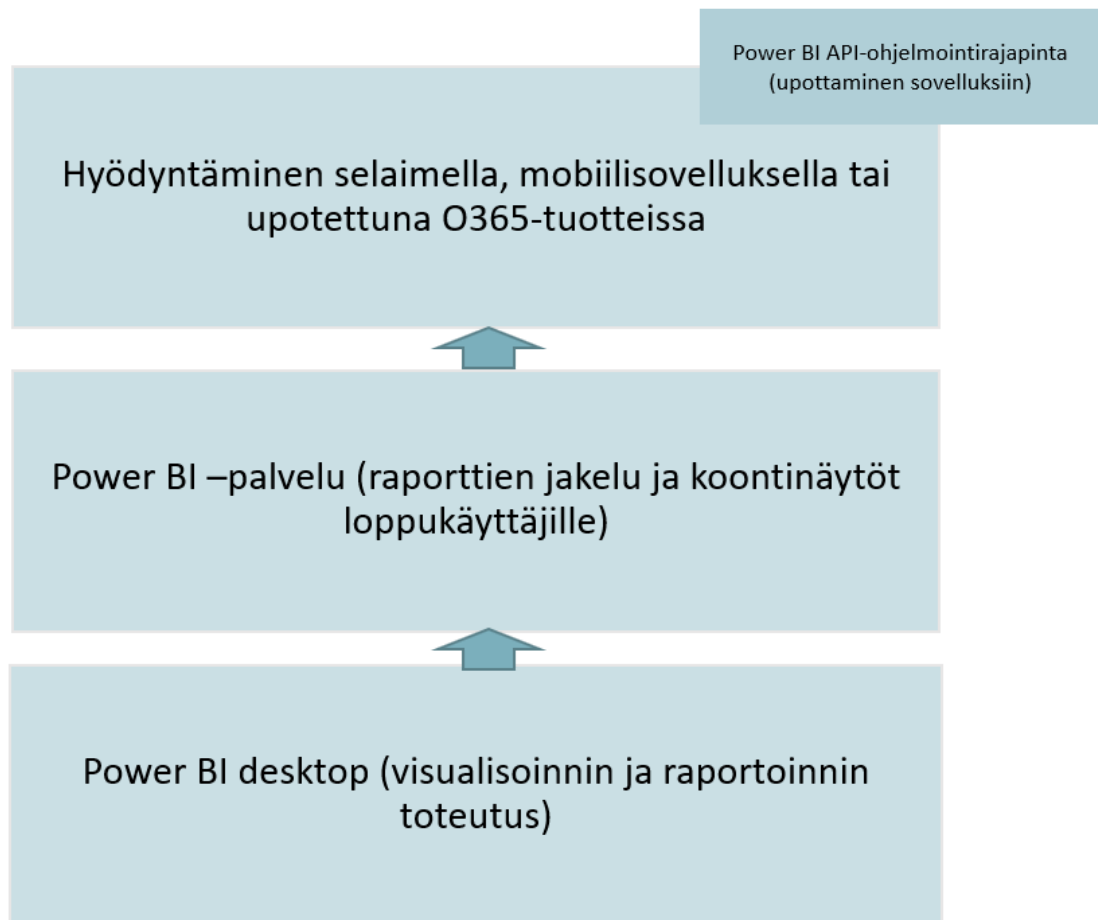 Power BI API-ohjelmointirajapinta
(upottaminen sovelluksiin)
Hyödyntäminen selaimella, mobiilisovelluksella tai
upotettuna O365-tuotteissa
Power BI –palvelu (raporttien jakelu ja koontinäytöt
loppukäyttäjille)
Power BI desktop (visualisoinnin ja raportoinnin
toteutus)